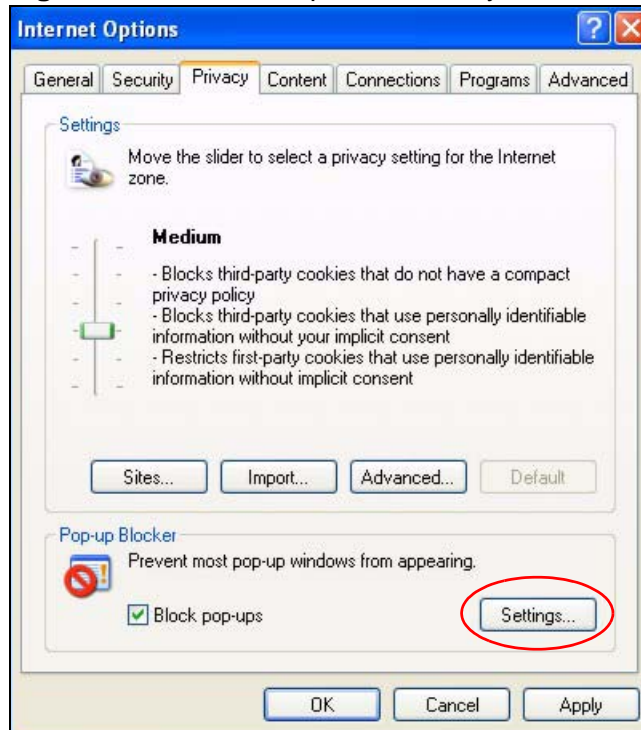 Internet Options
General Security Privacy Content Connections Programs Advanced
Settings
Move the slider to select a privacy setting for the Internet
zone.
Medium
- Blocks third-party cookies that do not have a compact
privacy policy
- Blocks third-party cookies that use personally identifiable
information without your implicit consent
- Restricts first-party cookies that use personally identifiable
information without implicit consent
Sites... Import... Advanced... Default
Pop-up Blocker
Prevent most pop-up windows from appearing.
Block pop-ups Settings...
OK Cancel Apply